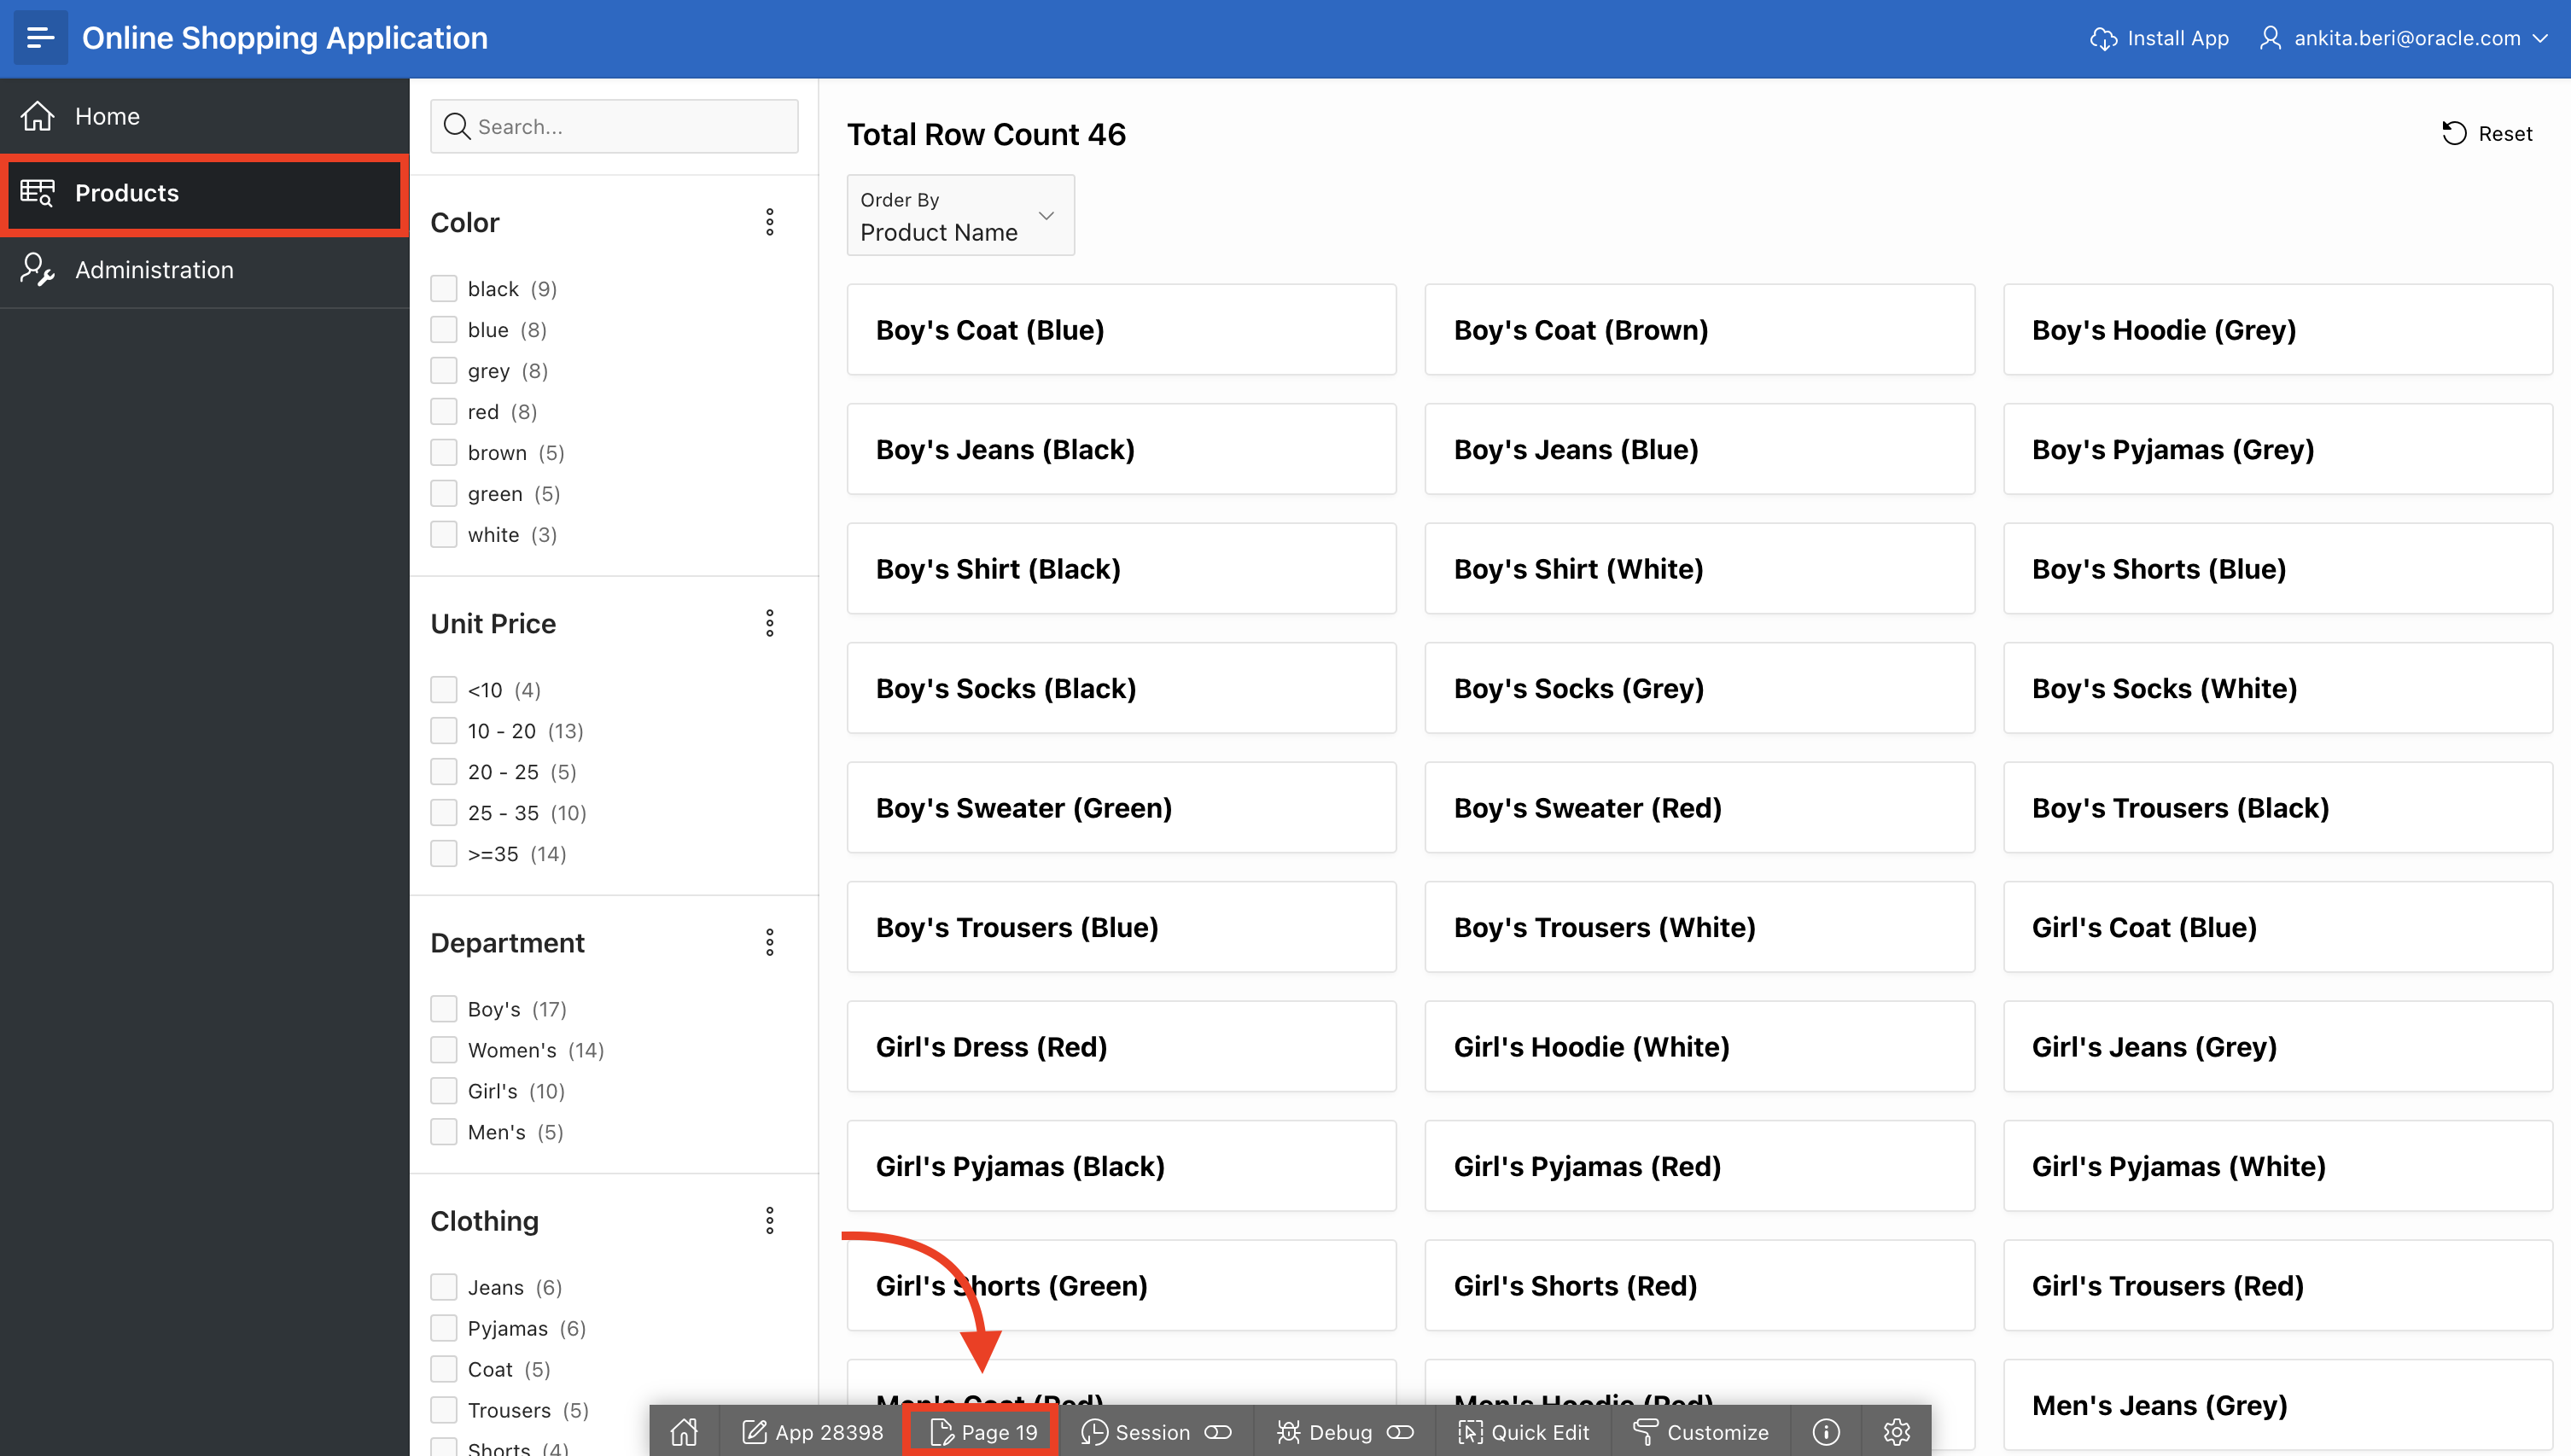 Online Shopping Application
Install App
ankita.beri@oracle.com
Home
Products
Administration
Search...
Color
black (9)
blue (8)
grey (8)
red (8)
brown (5)
green (5)
white (3)
Unit Price
<10 (4)
10 - 20 (13)
20 - 25 (5)
25 - 35 (10)
>=35 (14)
Department
Boy's (17)
Women's (14)
Girl's (10)
Men's (5)
Clothing
Jeans (6)
Pyjamas (6)
Coat (5)
Trousers (5)
Shorts (4)
Total Row Count 46
Reset
Order By
Product Name
Boy's Coat (Blue)
Boy's Coat (Brown)
Boy's Hoodie (Grey)
Boy's Jeans (Black)
Boy's Jeans (Blue)
Boy's Pyjamas (Grey)
Boy's Shirt (Black)
Boy's Shirt (White)
Boy's Shorts (Blue)
Boy's Socks (Black)
Boy's Socks (Grey)
Boy's Socks (White)
Boy's Sweater (Green)
Boy's Sweater (Red)
Boy's Trousers (Black)
Boy's Trousers (Blue)
Boy's Trousers (White)
Girl's Coat (Blue)
Girl's Dress (Red)
Girl's Hoodie (White)
Girl's Jeans (Grey)
Girl's Pyjamas (Black)
Girl's Pyjamas (Red)
Girl's Pyjamas (White)
Girl's Shorts (Green)
Girl's Shorts (Red)
Girl's Trousers (Red)
Men's Coat (Red)
Men's Hoodie (Red)
Men's Jeans (Grey)
App 28398
Page 19
Session
Debug
Quick Edit
Customize